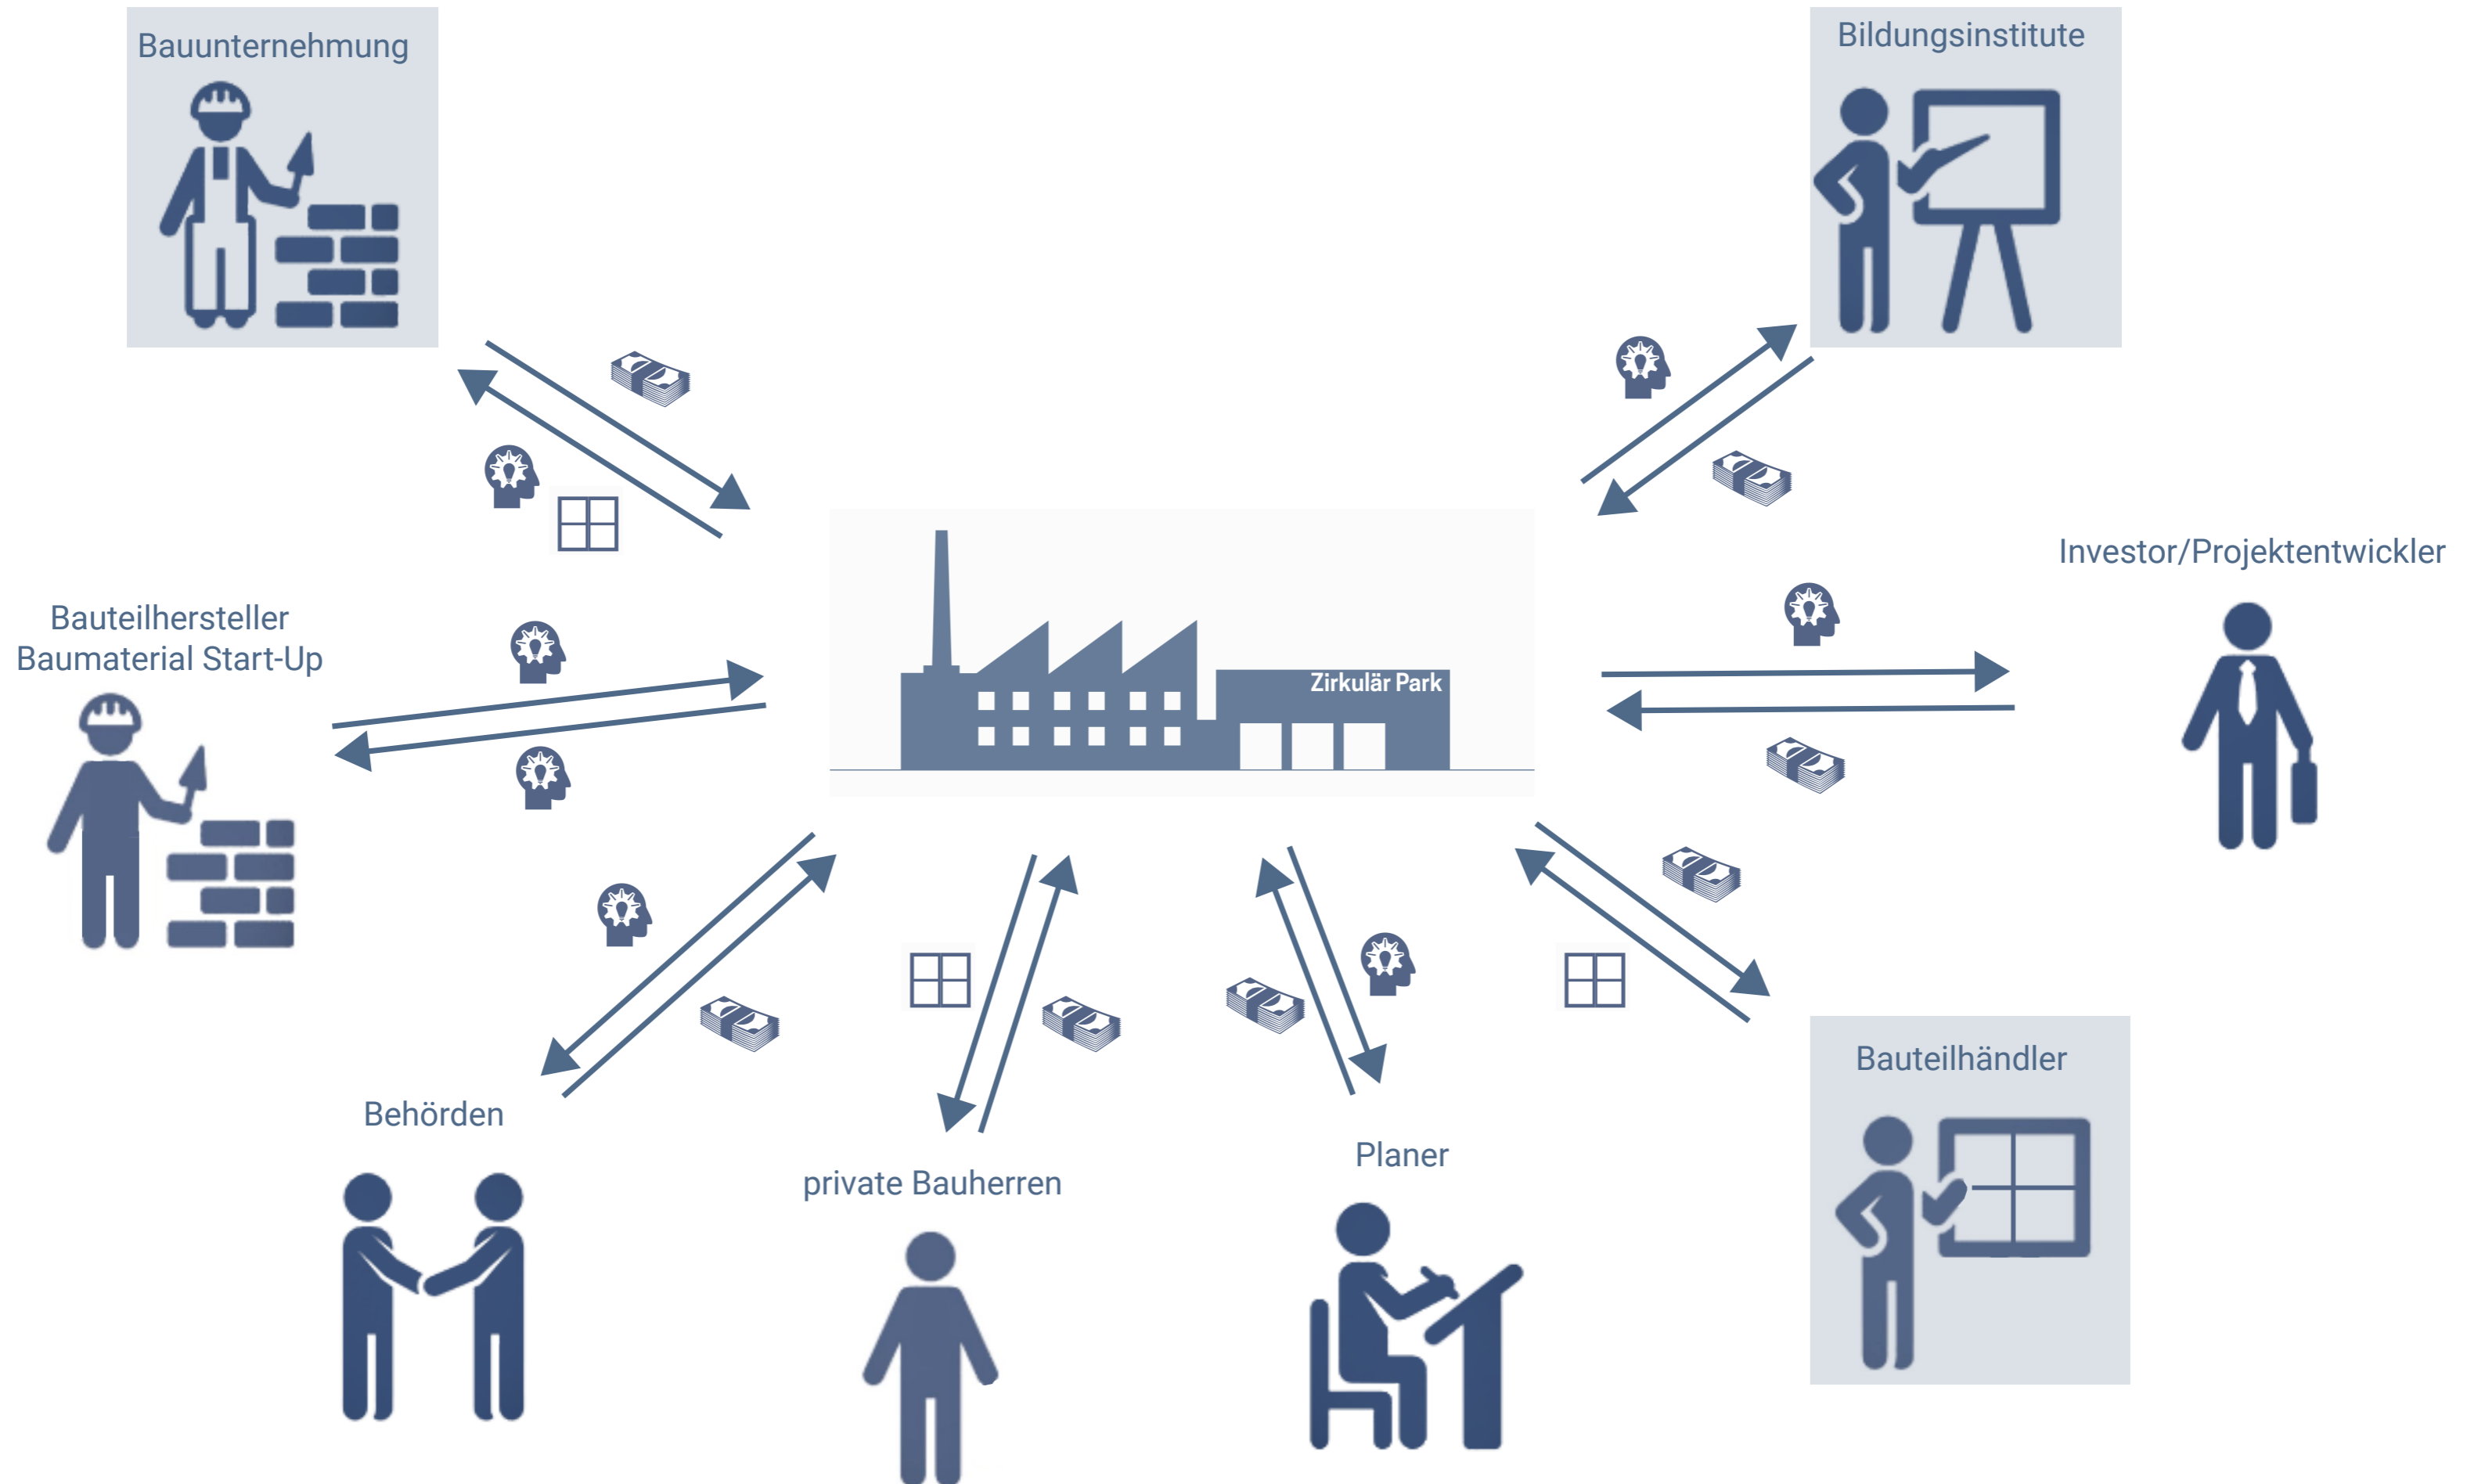 Bauunternehmung
Bildungsinstitute
Investor/Projektentwickler
Bauteilhersteller
Baumaterial Start-Up
Zirkulär Park
Bauteilhändler
Behörden
Planer
private Bauherren